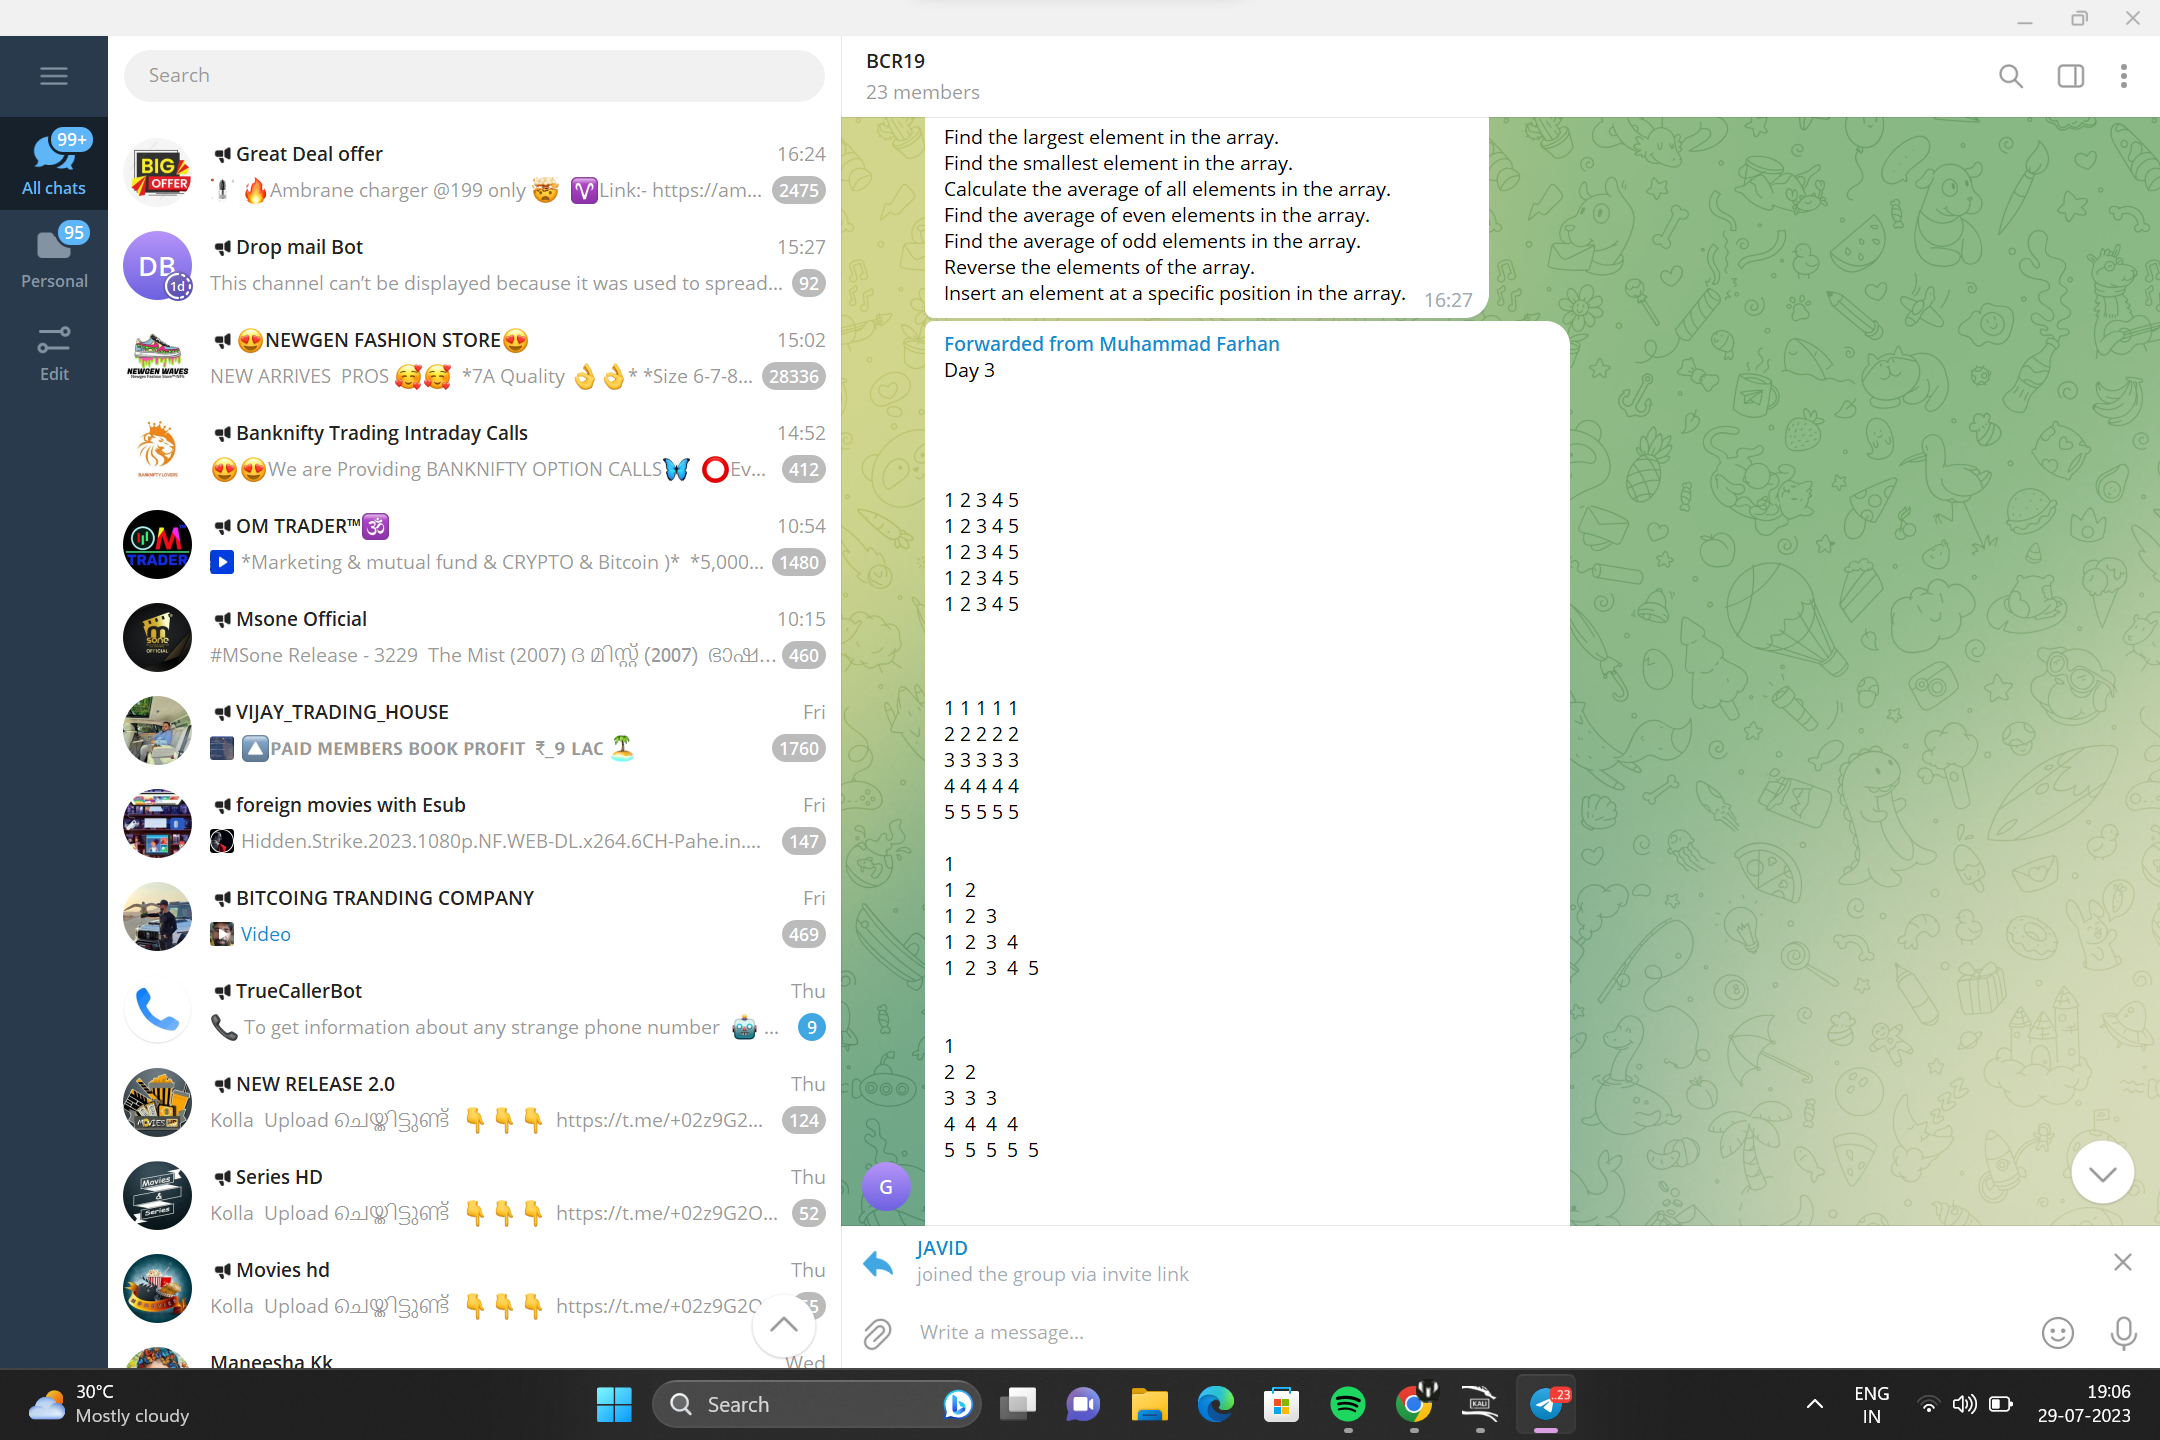 Search
99+
All chats
95
Personal
Edit
BIG
OFFER
Great Deal offer
16:24
Ambrane charger @199 only Link:- https://am...
2475
DB
1d
Drop mail Bot
15:27
This channel can't be displayed because it was used to spread...
92
NEWGEN WAVES
NEWGEN FASHION STORE
15:02
NEW ARRIVES PROS *7A Quality * *Size 6-7-8...
28336
BANKNIFTY LOVERS
Banknifty Trading Intraday Calls
14:52
We are Providing BANKNIFTY OPTION CALLS Ev...
412
OM
TRADER
OM TRADER™
10:54
*Marketing & mutual fund & CRYPTO & Bitcoin )* *5,000...
1480
OFFICIAL
Msone Official
10:15
#MSone Release - 3229 The Mist (2007) ദ മിസ്റ്റ് (2007) ഭാഷ...
460
VIJAY_TRADING_HOUSE
Fri
PAID MEMBERS BOOK PROFIT ₹_9 LAC
1760
foreign movies with Esub
Fri
Hidden.Strike.2023.1080p.NF.WEB-DL.x264.6CH-Pahe.in....
147
BITCOING TRANDING COMPANY
Fri
Video
469
TrueCallerBot
Thu
To get information about any strange phone number ...
9
MOVIES
NEW RELEASE 2.0
Thu
Kolla Upload ചെയ്തിട്ടുണ്ട് https://t.me/+02z9G2...
124
Movies
&
Series
Series HD
Thu
Kolla Upload ചെയ്തിട്ടുണ്ട് https://t.me/+02z9G2O...
52
Movies hd
Thu
Kolla Upload ചെയ്തിട്ടുണ്ട് https://t.me/+02z9G2O
Maneesha Kk
Wed
BCR19
23 members
Find the largest element in the array.
Find the smallest element in the array.
Calculate the average of all elements in the array.
Find the average of even elements in the array.
Find the average of odd elements in the array.
Reverse the elements of the array.
Insert an element at a specific position in the array.
16:27
Forwarded from Muhammad Farhan
Day 3
1 2 3 4 5
1 2 3 4 5
1 2 3 4 5
1 2 3 4 5
1 2 3 4 5
1 1 1 1 1
2 2 2 2 2
3 3 3 3 3
4 4 4 4 4
5 5 5 5 5
1
1 2
1 2 3
1 2 3 4
1 2 3 4 5
1
2 2
3 3 3
4 4 4 4
5 5 5 5 5
G
JAVID
joined the group via invite link
Write a message...
30°C
Mostly cloudy
Search
KALI
..23
ENG
IN
19:06
29-07-2023